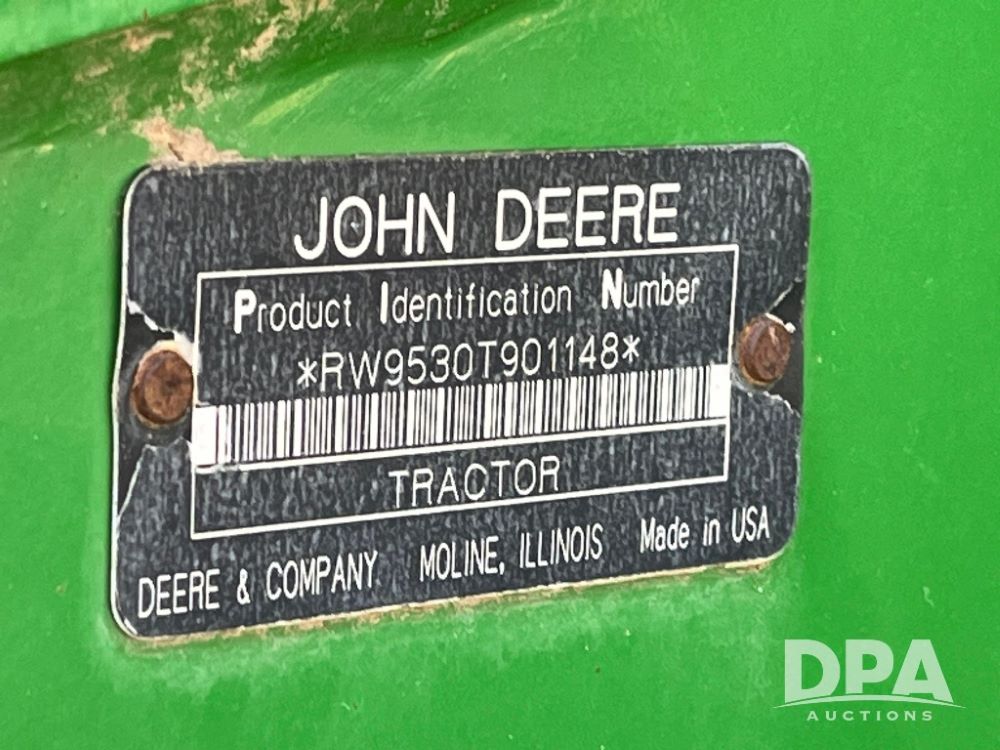 JOHN DEERE
Product Identification Number
*RW9530T901148*
TRACTOR
DEERE & COMPANY MOLINE, ILLINOIS Made in USA
DPA
AUCTIONS